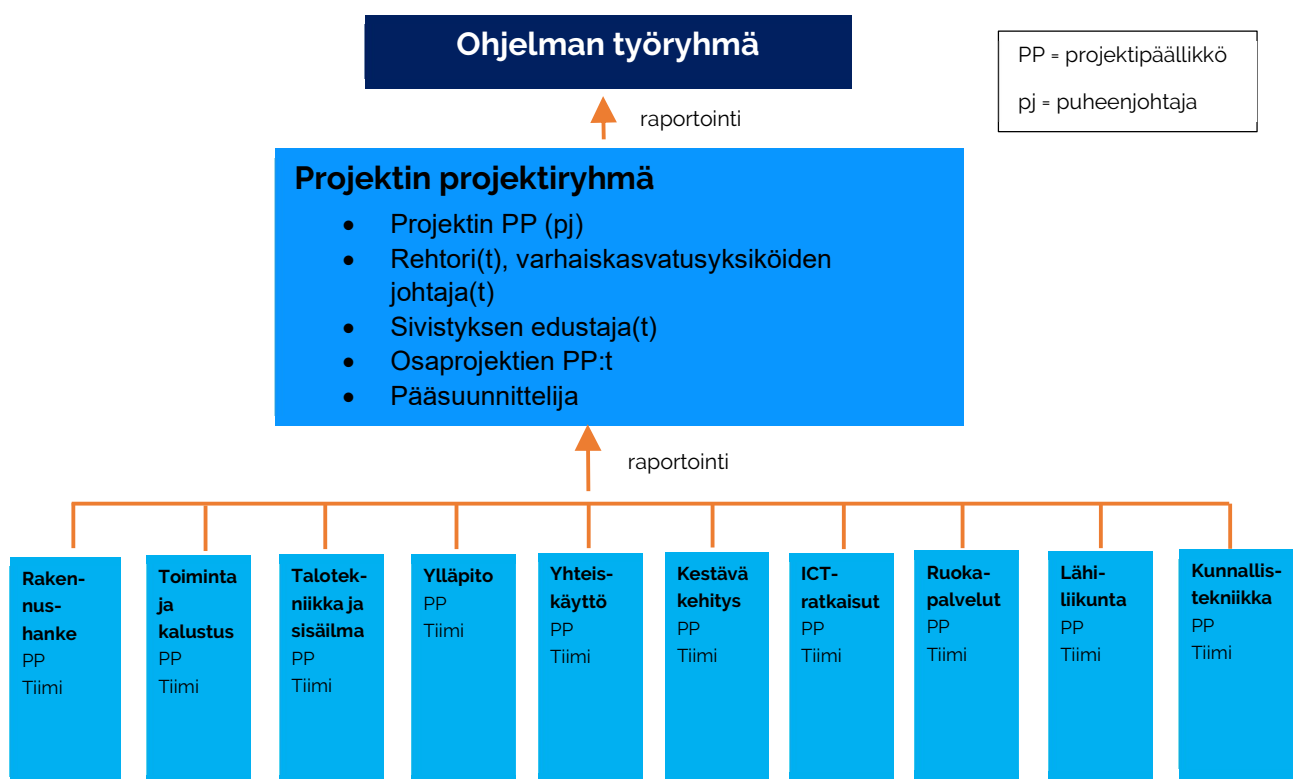 Ohjelman työryhmä
PP = projektipäällikkö
pj = puheenjohtaja
raportointi
Projektin projektiryhmä
• Projektin PP (pj)
• Rehtori(t), varhaiskasvatusyksiköiden
johtaja(t)
• Sivistyksen edustaja(t)
• Osaprojektien PP:t
• Pääsuunnittelija
raportointi
Raken-
nus-
hanke
PP
Tiimi
Toiminta
ja
kalustus
PP
Tiimi
Talotek-
niikka ja
sisäilma
PP
Tiimi
Ylläpito
PP
Tiimi
Yhteis-
käyttö
PP
Tiimi
Kestävä
kehitys
PP
Tiimi
ICT-
ratkaisut
PP
Tiimi
Ruoka-
palvelut
PP
Tiimi
Lähi-
liikunta
PP
Tiimi
Kunnallis-
tekniikka
PP
Tiimi